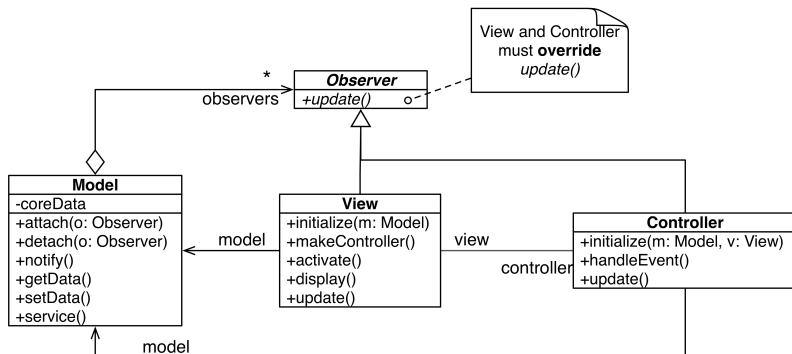 View and Controller
must override
update()
Observer
+update()
*
observers
Model
-coreData
+attach(o: Observer)
+detach(o: Observer)
+notify()
+getData()
+setData()
+service()
model
View
+initialize(m: Model)
+makeController()
+activate()
+display()
+update()
view
controller
Controller
+initialize(m: Model, v: View)
+handleEvent()
+update()
model